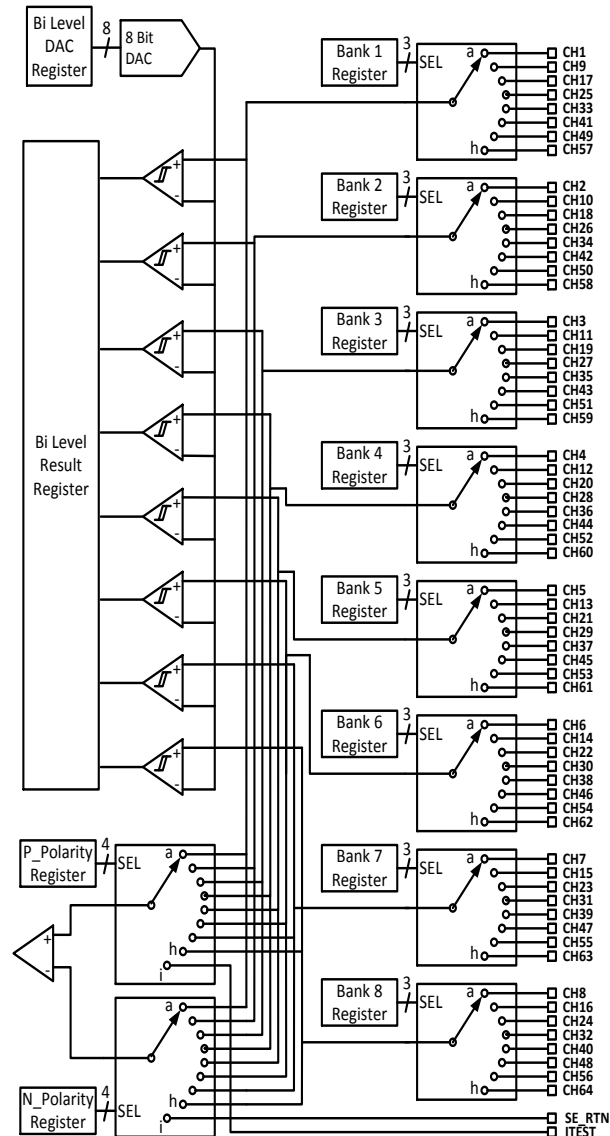 Bi Level
DAC
Register
8
8 Bit
DAC
Bi Level
Result
Register
+
-
+
-
+
-
+
-
+
-
+
-
+
-
+
-
P_Polarity
Register
4
SEL
a
h
i
+
-
N_Polarity
Register
4
SEL
a
h
i
Bank 1
Register
3
SEL
a
h
CH1
CH9
CH17
CH25
CH33
CH41
CH49
CH57
Bank 2
Register
3
SEL
a
h
CH2
CH10
CH18
CH26
CH34
CH42
CH50
CH58
Bank 3
Register
3
SEL
a
h
CH3
CH11
CH19
CH27
CH35
CH43
CH51
CH59
Bank 4
Register
3
SEL
a
h
CH4
CH12
CH20
CH28
CH36
CH44
CH52
CH60
Bank 5
Register
3
SEL
a
h
CH5
CH13
CH21
CH29
CH37
CH45
CH53
CH61
Bank 6
Register
3
SEL
a
h
CH6
CH14
CH22
CH30
CH38
CH46
CH54
CH62
Bank 7
Register
3
SEL
a
h
CH7
CH15
CH23
CH31
CH39
CH47
CH55
CH63
Bank 8
Register
3
SEL
a
h
CH8
CH16
CH24
CH32
CH40
CH48
CH56
CH64
SE_RTN
ITEST